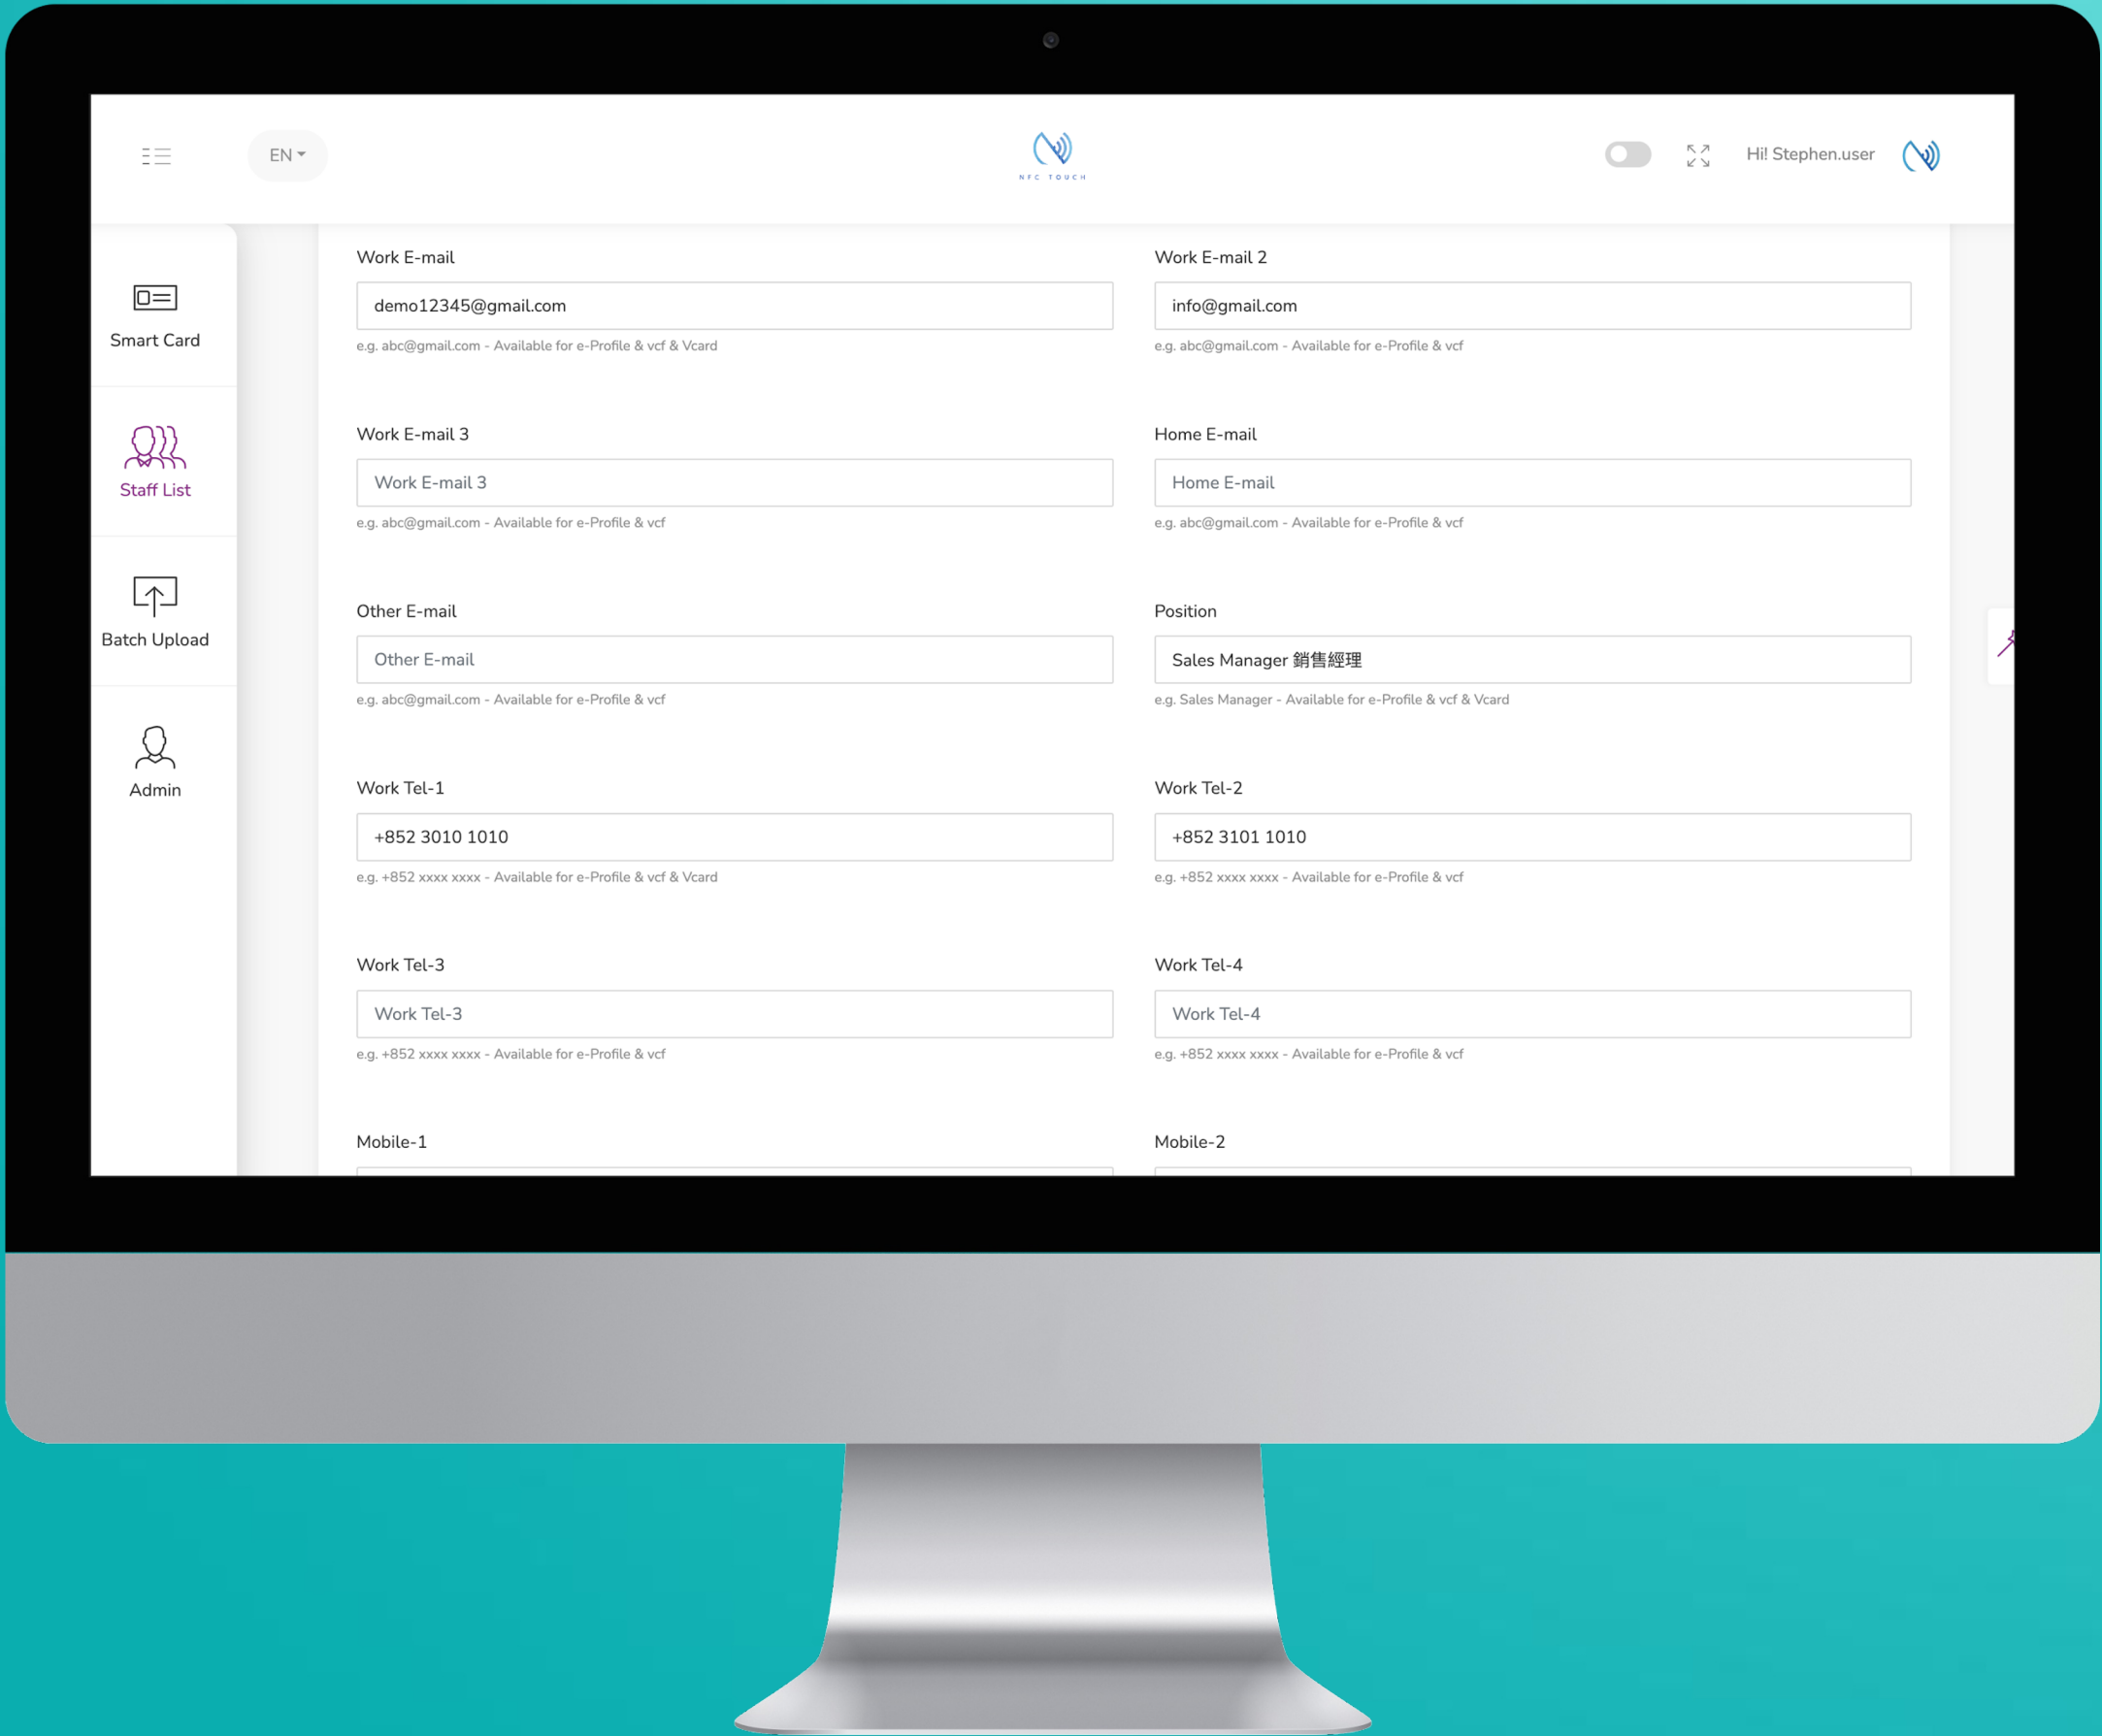 EN
NFC TOUCH
Hi! Stephen.user
Smart Card
Staff List
Batch Upload
Admin
Work E-mail
demo12345@gmail.com
e.g. abc@gmail.com - Available for e-Profile & vcf & Vcard
Work E-mail 2
info@gmail.com
e.g. abc@gmail.com - Available for e-Profile & vcf
Work E-mail 3
Work E-mail 3
e.g. abc@gmail.com - Available for e-Profile & vcf
Home E-mail
Home E-mail
e.g. abc@gmail.com - Available for e-Profile & vcf
Other E-mail
Other E-mail
e.g. abc@gmail.com - Available for e-Profile & vcf
Position
Sales Manager 銷售經理
e.g. Sales Manager - Available for e-Profile & vcf & Vcard
Work Tel-1
+852 3010 1010
e.g. +852 xxxx xxxx - Available for e-Profile & vcf & Vcard
Work Tel-2
+852 3101 1010
e.g. +852 xxxx xxxx - Available for e-Profile & vcf
Work Tel-3
Work Tel-3
e.g. +852 xxxx xxxx - Available for e-Profile & vcf
Work Tel-4
Work Tel-4
e.g. +852 xxxx xxxx - Available for e-Profile & vcf
Mobile-1
Mobile-2